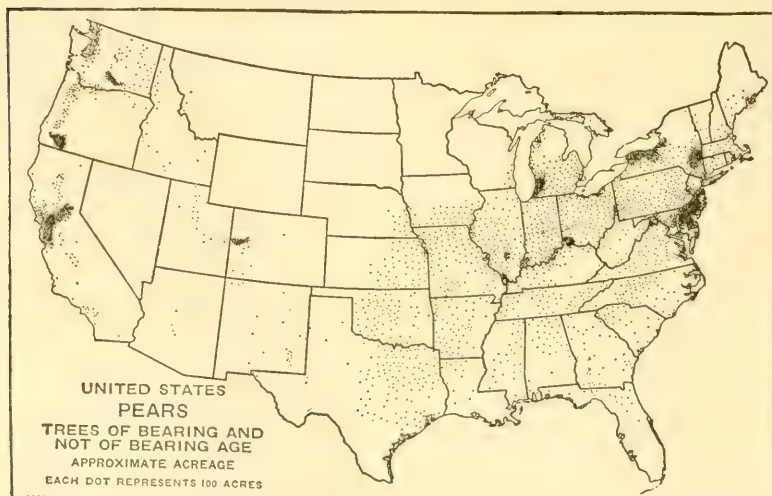 UNITED STATES
PEARS
TREES OF BEARING AND
NOT OF BEARING AGE
APPROXIMATE ACREAGE
EACH DOT REPRESENTS 100 ACRES